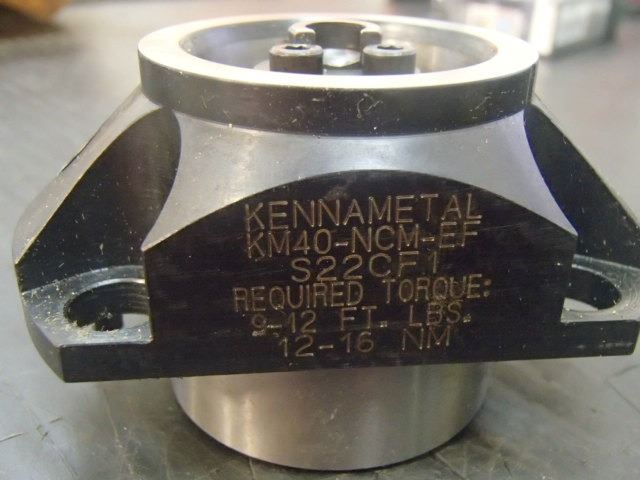 KENNAMETAL
KM40-NCM-EF
S22CF1
REQUIRED TORQUE:
9-12 FT. LBS.
12-16 NM